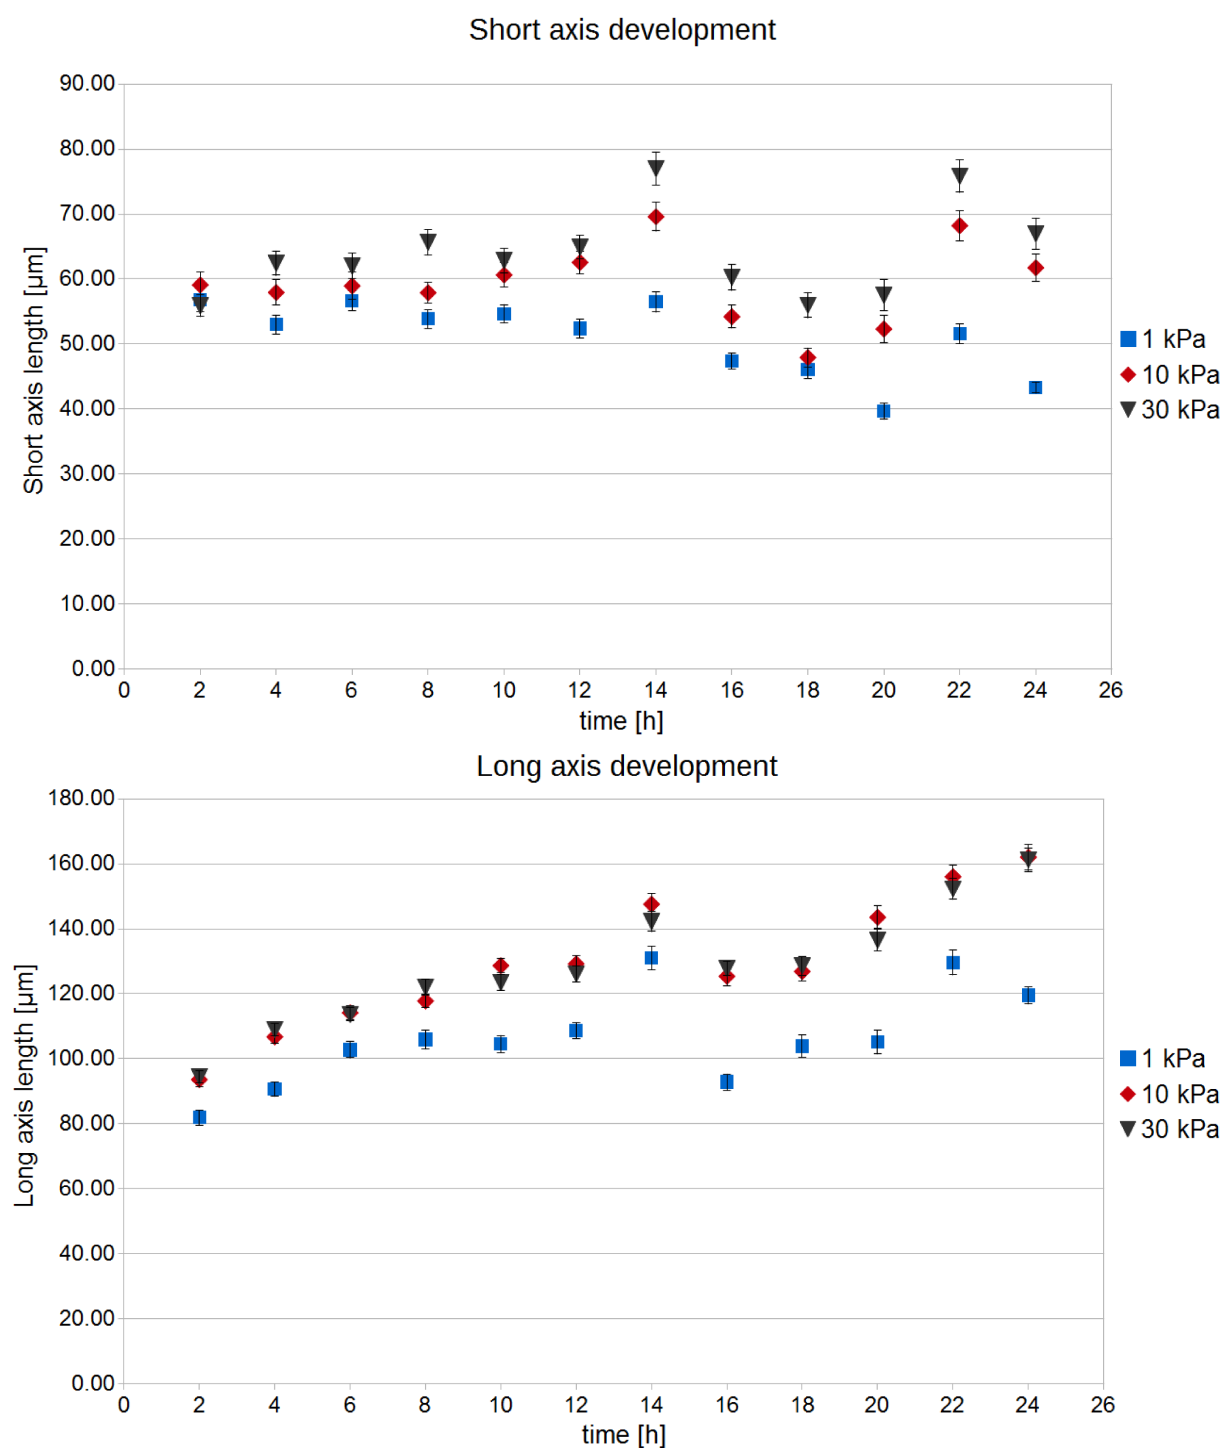 Short axis development
90.00
80.00
70.00
60.00
50.00
40.00
30.00
20.00
10.00
0.00
Short axis length [µm]
0 2 4 6 8 10 12 14 16 18 20 22 24 26
time [h]
1 kPa
10 kPa
30 kPa
Long axis development
180.00
160.00
140.00
120.00
100.00
80.00
60.00
40.00
20.00
0.00
Long axis length [µm]
0 2 4 6 8 10 12 14 16 18 20 22 24 26
time [h]
1 kPa
10 kPa
30 kPa